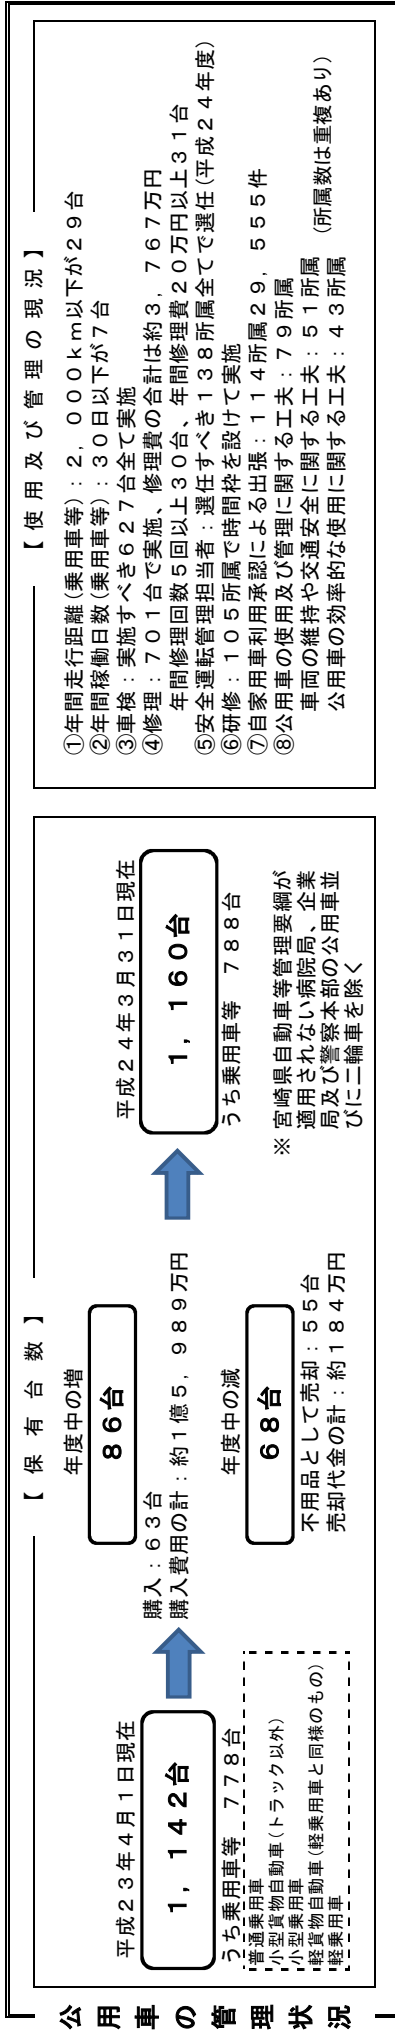 公用車の管理状況
【保有台数】
平成23年4月1日現在
1,142台
うち乗用車等 778台
普通乗用車
小型貨物自動車(トラック以外)
小型乗用車
軽貨物自動車(軽乗用車と同様のもの)
軽乗用車
年度中の増
86台
購入:63台
購入費用の計:約1億5,989万円
年度中の減
68台
不用品として売却:55台
売却代金の計:約184万円
平成24年3月31日現在
1,160台
うち乗用車等 788台
※ 宮崎県自動車等管理要綱が
適用されない病院局、企業
局及び警察本部の公用車並
びに二輪車を除く
【使用及び管理の現況】
①年間走行距離(乗用車等):2,000km以下が29台
②年間稼働日数(乗用車等):30日以下が7台
③車検:実施すべき627台全て実施
④修理:701台で実施、修理費の合計は約3,767万円
年間修理回数5回以上30台、年間修理費20万円以上31台
⑤安全運転管理担当者:選任すべき138所属全てで選任(平成24年度)
⑥研修:105所属で時間枠を設けて実施
⑦自家用車利用承認による出張:114所属29,555件
⑧公用車の使用及び管理に関する工夫:79所属
車両の維持や交通安全に関する工夫:51所属
公用車の効率的な使用に関する工夫:43所属 (所属数は重複あり)